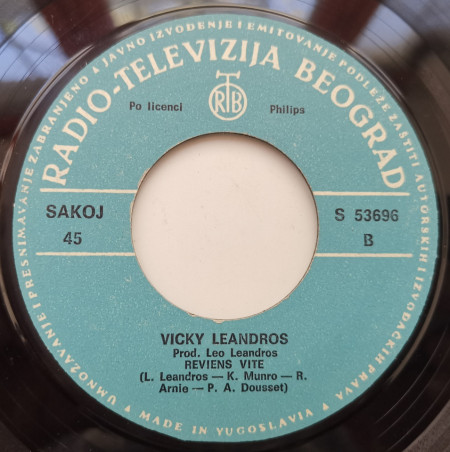 UMNOŽAVANJE I PRESNIMAVANJE ZABRANJENO • JAVNO IZVOĐENJE I EMITOVANJE PODLEŽE ZAŠTITI AUTORSKIH I IZVOĐAČKIH PRAVA
RADIO-TELEVIZIJA BEOGRAD
RTB
Po licenci Philips
SAKOJ S 53696
45 B
VICKY LEANDROS
Prod. Leo Leandros
REVIENS VITE
(L. Leandros — K. Munro — R.
Arnie — P. A. Dousset)
MADE IN YUGOSLAVIA